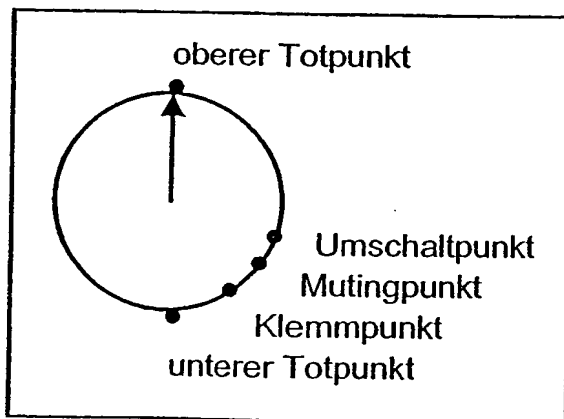 oberer Totpunkt
Umschaltpunkt
Mutingpunkt
Klemmpunkt
unterer Totpunkt